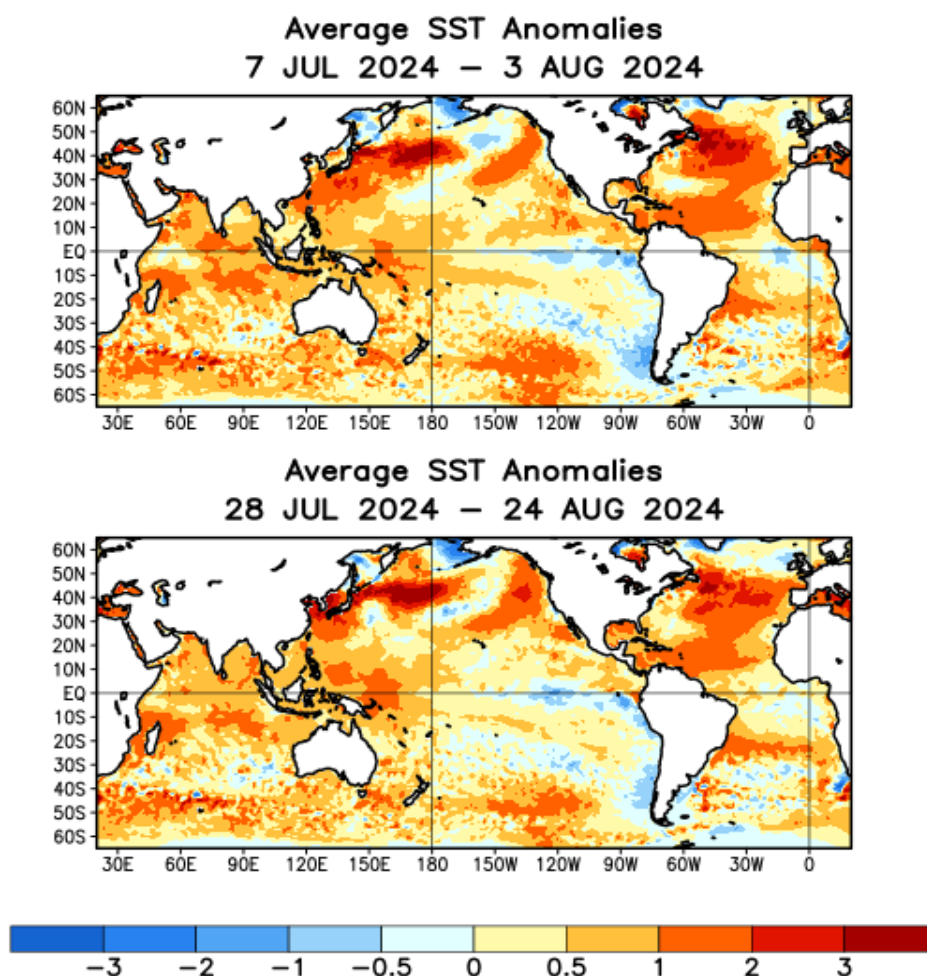 Average SST Anomalies
7 JUL 2024 – 3 AUG 2024
60N
50N
40N
30N
20N
10N
EQ
10S
20S
30S
40S
50S
60S
30E 60E 90E 120E 150E 180 150W 120W 90W 60W 30W 0
Average SST Anomalies
28 JUL 2024 – 24 AUG 2024
60N
50N
40N
30N
20N
10N
EQ
10S
20S
30S
40S
50S
60S
30E 60E 90E 120E 150E 180 150W 120W 90W 60W 30W 0
−3 −2 −1 −0.5 0 0.5 1 2 3